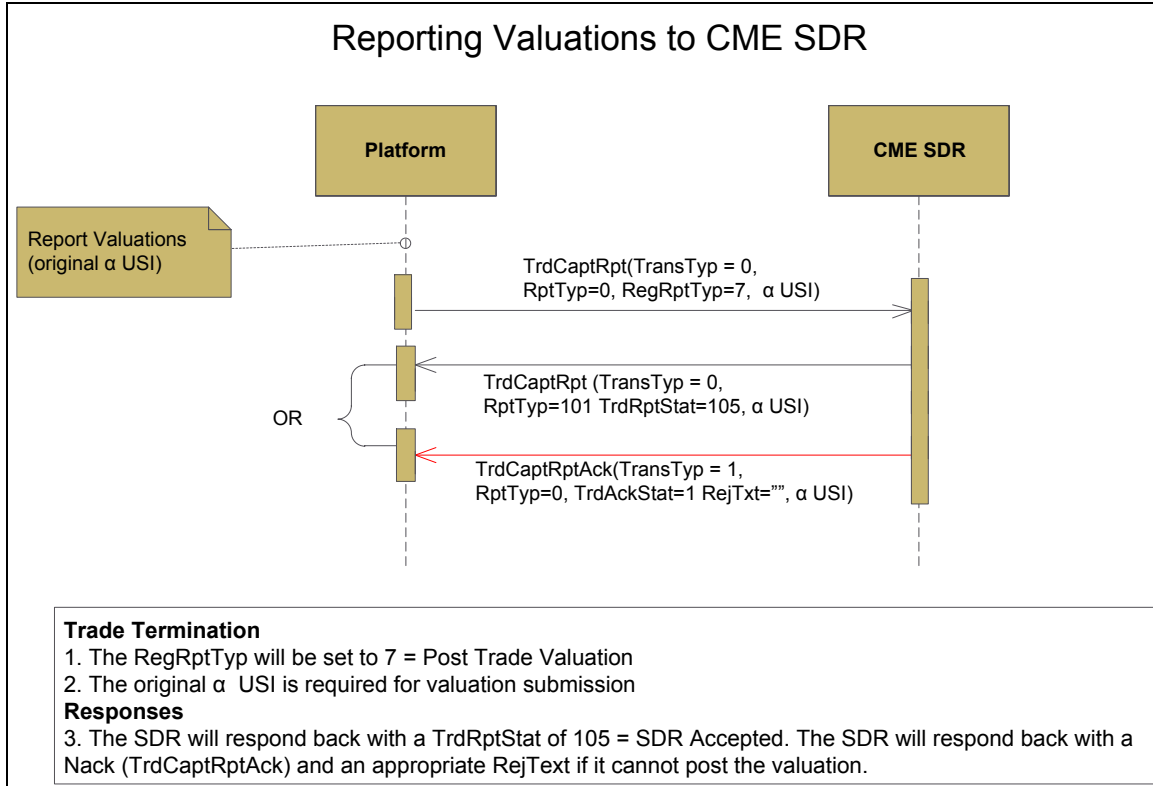 Reporting Valuations to CME SDR
Platform
CME SDR
Report Valuations
(original α USI)
TrdCaptRpt(TransTyp = 0,
RptTyp=0, RegRptTyp=7,  α USI)
TrdCaptRpt (TransTyp = 0,
RptTyp=101 TrdRptStat=105, α USI)
OR
TrdCaptRptAck(TransTyp = 1,
RptTyp=0, TrdAckStat=1 RejTxt=””, α USI)
Trade Termination
1. The RegRptTyp will be set to 7 = Post Trade Valuation
2. The original α  USI is required for valuation submission
Responses
3. The SDR will respond back with a TrdRptStat of 105 = SDR Accepted. The SDR will respond back with a
Nack (TrdCaptRptAck) and an appropriate RejText if it cannot post the valuation.